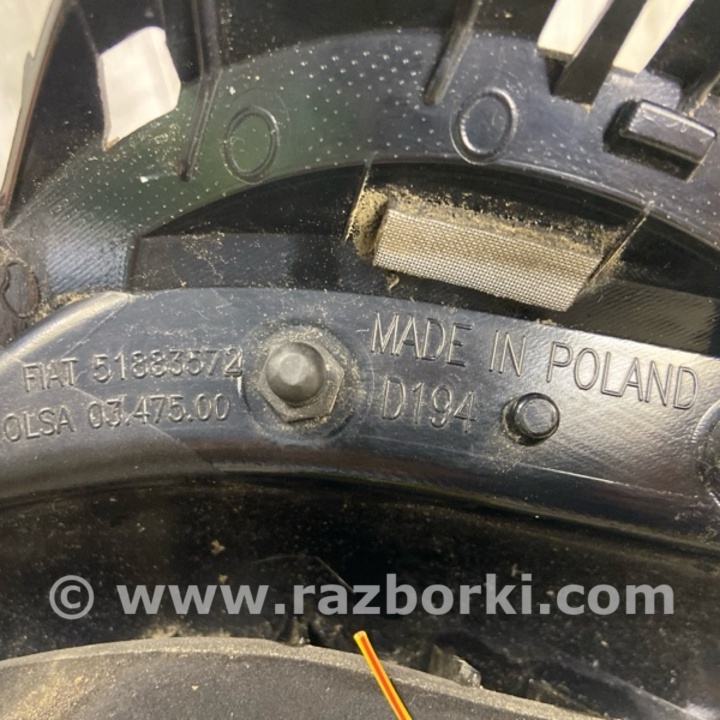 FIAT 51883572
OLSA 03.475.00
MADE IN POLAND
D194
© www.razborki.com